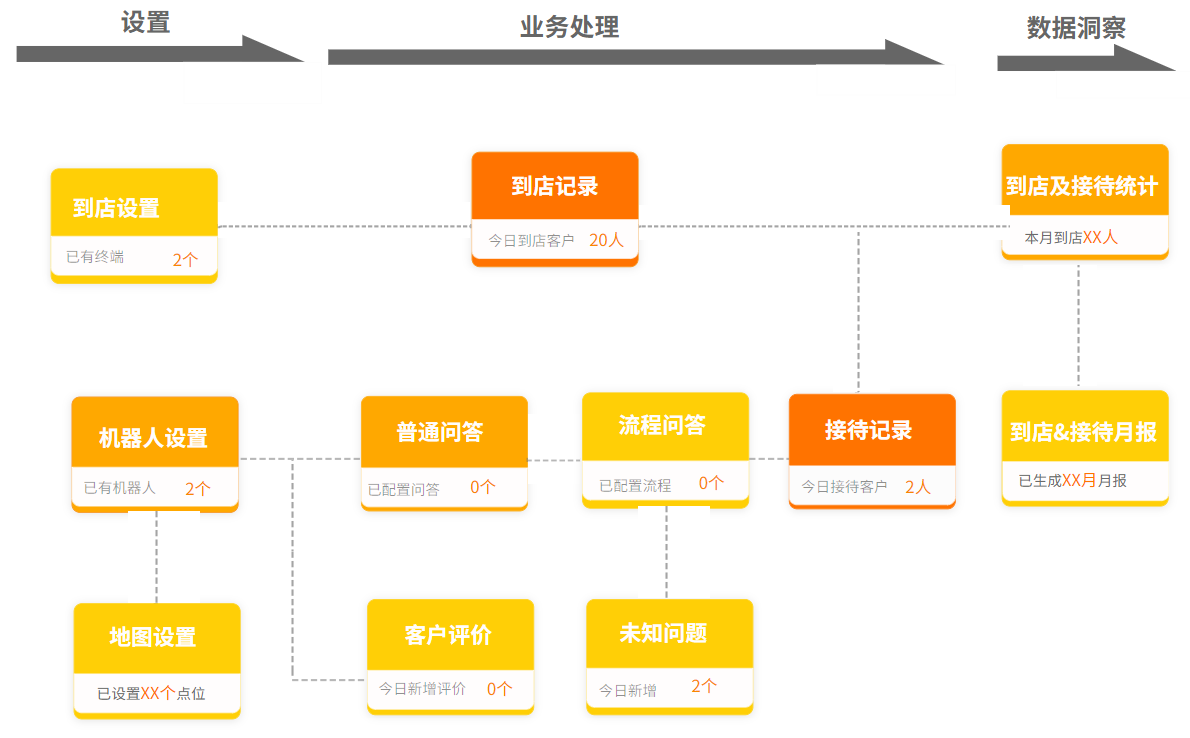 设置
业务处理
数据洞察
到店设置
已有终端 2个
到店记录
今日到店客户 20人
到店及接待统计
本月到店XX人
机器人设置
已有机器人 2个
普通问答
已配置问答 0个
流程问答
已配置流程 0个
接待记录
今日接待客户 2人
到店&接待月报
已生成XX月月报
地图设置
已设置XX个点位
客户评价
今日新增评价 0个
未知问题
今日新增 2个